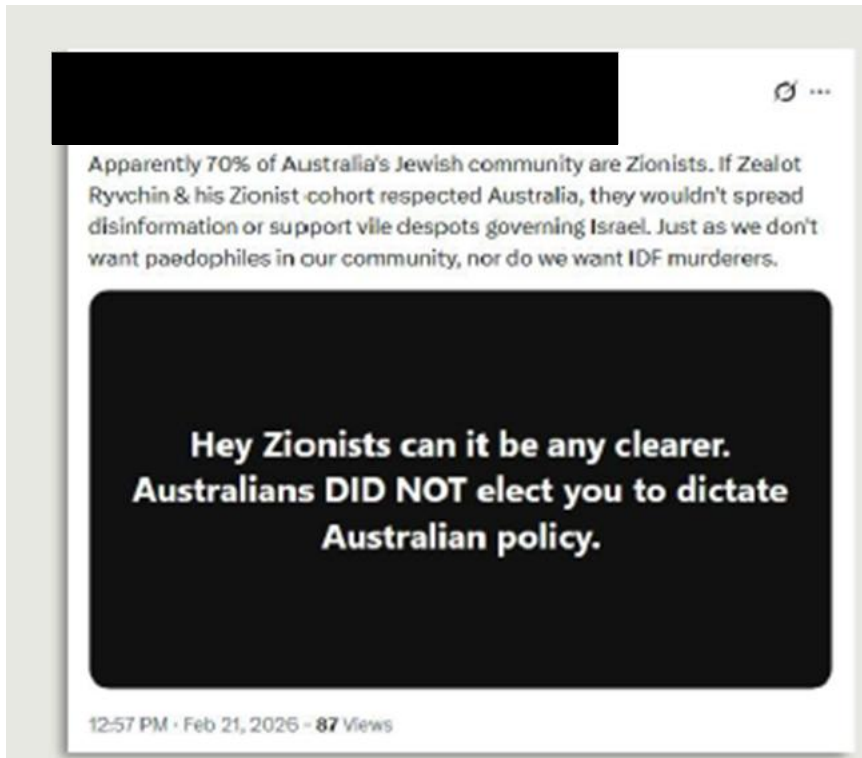 Apparently 70% of Australia's Jewish community are Zionists. If Zealot
Ryvchin & his Zionist cohort respected Australia, they wouldn't spread
disinformation or support vile despots governing Israel. Just as we don't
want paedophiles in our community, nor do we want IDF murderers.
Hey Zionists can it be any clearer.
Australians DID NOT elect you to dictate
Australian policy.
12:57 PM · Feb 21, 2026 · 87 Views